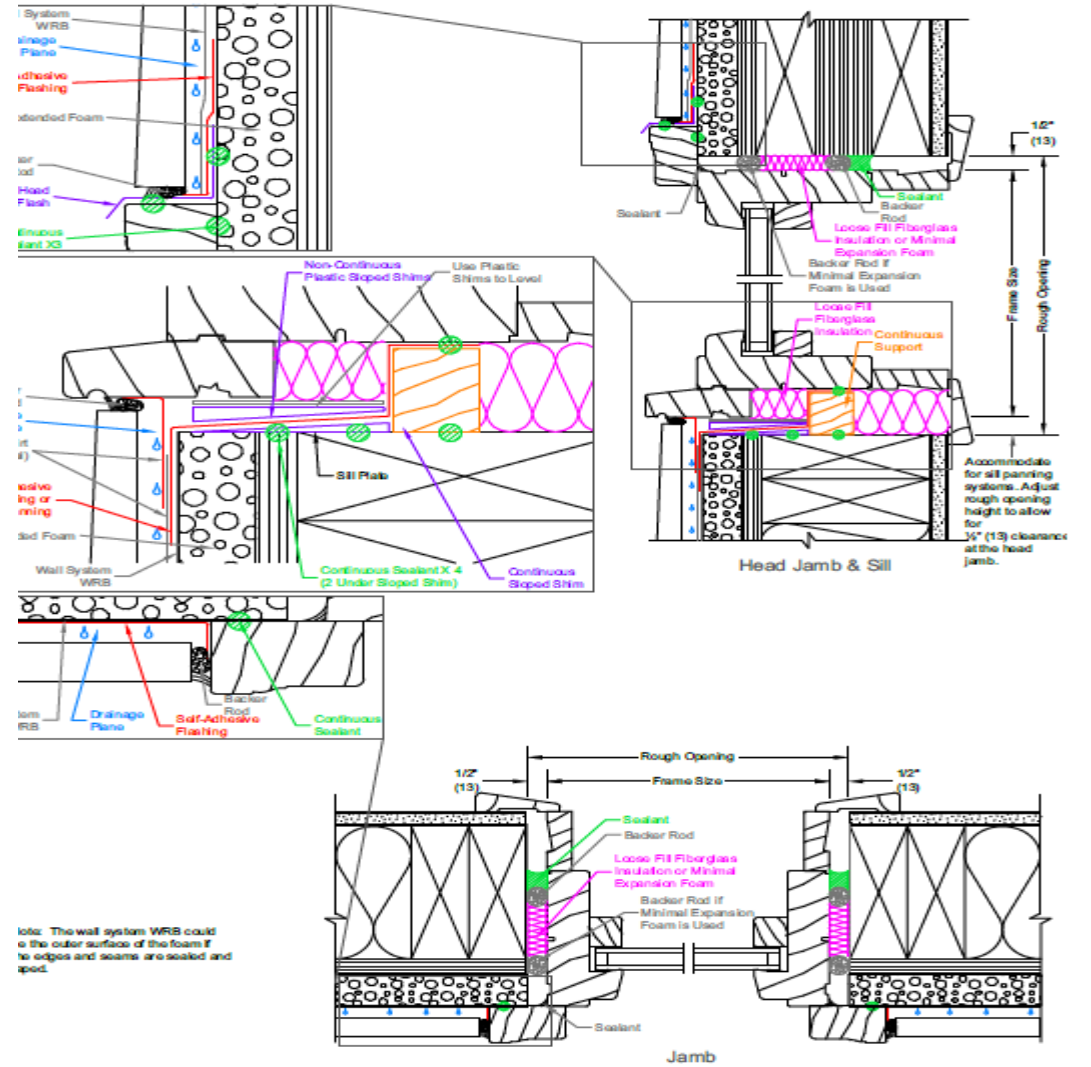 System
WRB
Plane
Flashing
Foam
Head
Flash
X3
Non-Continuous
Plastic Sloped Shims
Use Plastic
Shims to Level
Sill Plate
or
Foam
Wall System
WRB
Continuous Sealant X 4
(2 Under Sloped Shim)
Continuous
Sloped Shim
WRB
Drainage
Plane
Self-Adhesive
Flashing
Backer
Rod
Continuous
Sealant
1/2"
(13)
Sealant
Sealant
Backer
Rod
Loose Fill Fiberglass
Insulation or Minimal
Expansion Foam
Backer Rod If
Minimal Expansion
Foam is Used
Frame Size
Rough Opening
Loose Fill
Fiberglass
Insulation
Continuous
Support
Accommodate
for sill panning
systems. Adjust
rough opening
height to allow
for
½" (13) clearance
at the head
jamb.
Head Jamb & Sill
Rough Opening
1/2"
(13)
Frame Size
1/2"
(13)
Sealant
Backer Rod
Loose Fill Fiberglass
Insulation or Minimal
Expansion Foam
Backer Rod if
Minimal Expansion
Foam is Used
Sealant
Jamb
The wall system WRB could
the outer surface of the foam if
edges and seams are sealed and